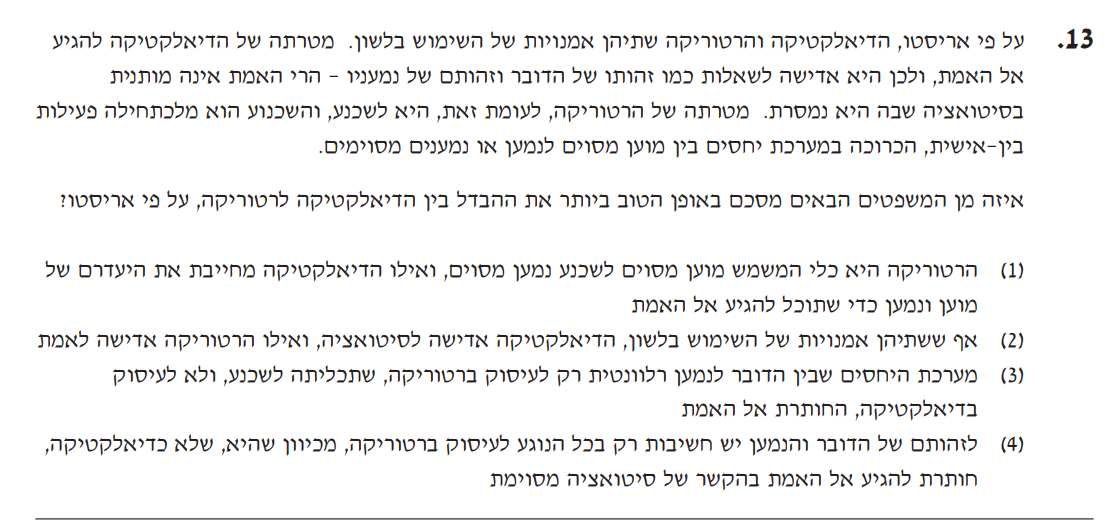 13. על פי אריסטו, הדיאלקטיקה והרטוריקה שתיהן אמנויות של השימוש בלשון. מטרתה של הדיאלקטיקה להגיע
אל האמת, ולכן היא אדישה לשאלות כמו זהותו של הדובר וזהותם של נמעניו – הרי האמת אינה מותנית
בסיטואציה שבה היא נמסרת. מטרתה של הרטוריקה, לעומת זאת, היא לשכנע, והשכנוע הוא מלכתחילה פעילות
בין-אישית, הכרוכה במערכת יחסים בין מוען מסוים לנמען או נמענים מסוימים.
איזה מן המשפטים הבאים מסכם באופן הטוב ביותר את ההבדל בין הדיאלקטיקה לרטוריקה, על פי אריסטו?
(1) הרטוריקה היא כלי המשמש מוען מסוים לשכנע נמען מסוים, ואילו הדיאלקטיקה מחייבת את היעדרם של
מוען ונמען כדי שתוכל להגיע אל האמת
(2) אף ששתיהן אמנויות של השימוש בלשון, הדיאלקטיקה אדישה לסיטואציה, ואילו הרטוריקה אדישה לאמת
(3) מערכת היחסים שבין הדובר לנמען רלוונטית רק לעיסוק ברטוריקה, שתכליתה לשכנע, ולא לעיסוק
בדיאלקטיקה, החותרת אל האמת
(4) לזהותם של הדובר והנמען יש חשיבות רק בכל הנוגע לעיסוק ברטוריקה, מכיוון שהיא, שלא כדיאלקטיקה,
חותרת להגיע אל האמת בהקשר של סיטואציה מסוימת